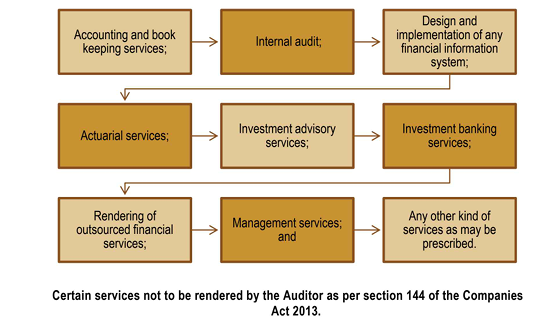 Accounting and book
keeping services;
Internal audit;
Design and
implementation of any
financial information
system;
Actuarial services;
Investment advisory
services;
Investment banking
services;
Rendering of
outsourced financial
services;
Management services;
and
Any other kind of
services as may be
prescribed.
Certain services not to be rendered by the Auditor as per section 144 of the Companies
Act 2013.